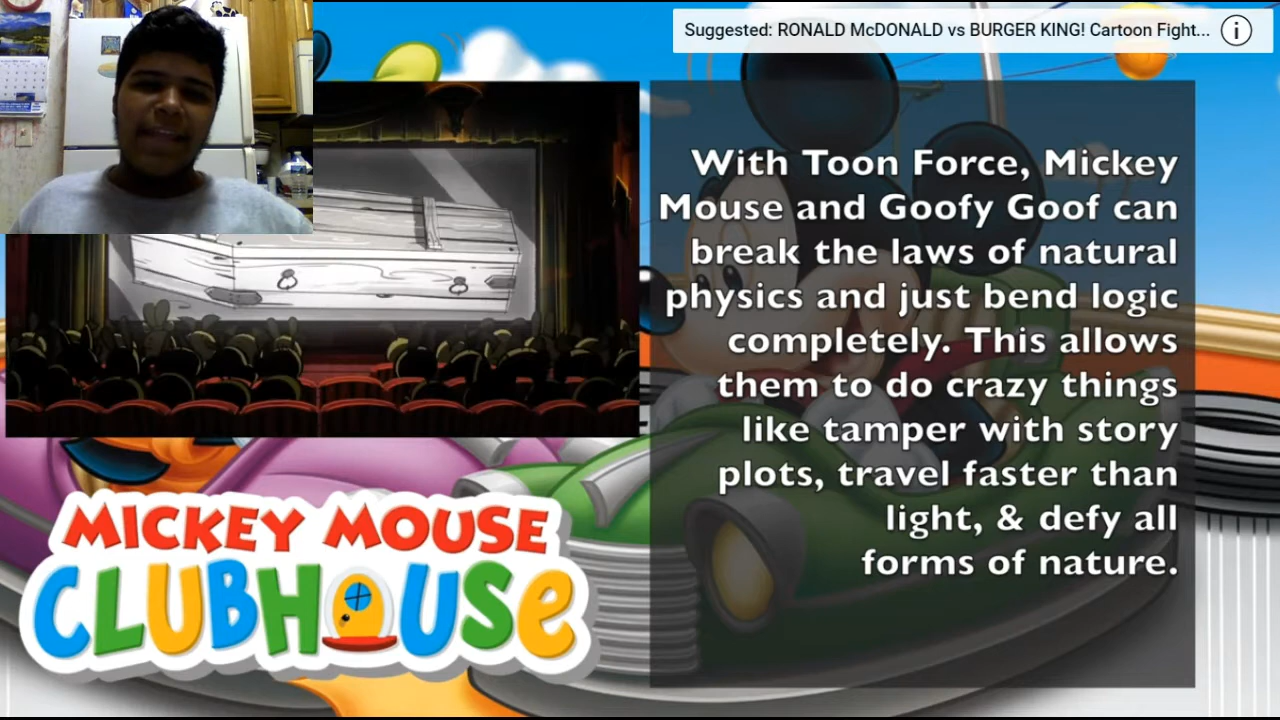 Suggested: RONALD McDONALD vs BURGER KING! Cartoon Fight...
With Toon Force, Mickey
Mouse and Goofy Goof can
break the laws of natural
physics and just bend logic
completely. This allows
them to do crazy things
like tamper with story
plots, travel faster than
light, & defy all
forms of nature.
MICKEY MOUSE
CLUBHOUSE